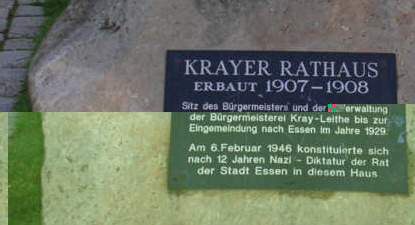 KRAYER RATHAUS
ERBAUT 1907–1908
Sitz des Bürgermeisters und der Verwaltung
der Bürgermeisterei Kray-Leithe bis zur
Eingemeindung nach Essen im Jahre 1929.
Am 6.Februar 1946 konstituierte sich
nach 12 Jahren Nazi - Diktatur der Rat
der Stadt Essen in diesem Haus